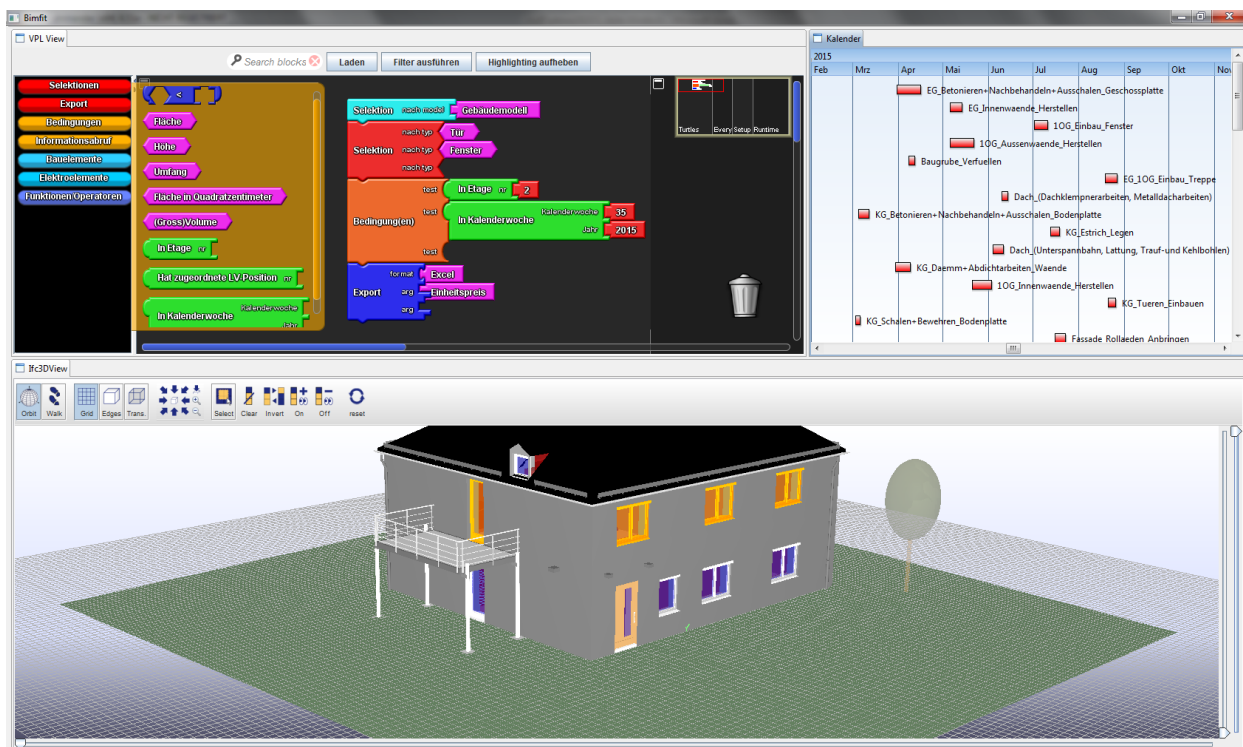 Bimfit
VPL View
Search blocks
Laden
Filter ausführen
Highlighting aufheben
Selektionen
Export
Bedingungen
Informationsabruf
Bauelemente
Elektroelemente
Funktionen/Operatoren
<
Fläche
Höhe
Umfang
Fläche in Quadratzentimeter
(Gross)Volume
In Etage nr
Hat zugeordnete LV-Position nr
In Kalenderwoche Kalenderwoche
Jahr
Selektion nach model Gebäudemodell
nach typ Tür
Selektion nach typ Fenster
nach typ
test In Etage nr 2
Bedingung(en) test In Kalenderwoche Kalenderwoche 35
Jahr 2015
test
format Excel
Export arg Einheitspreis
arg
Turtles Every Setup Runtime
Kalender
2015
Feb Mrz Apr Mai Jun Jul Aug Sep Okt Nov
EG_Betonieren+Nachbehandeln+Ausschalen_Geschossplatte
EG_Innenwaende_Herstellen
1OG_Einbau_Fenster
1OG_Aussenwaende_Herstellen
Baugrube_Verfuellen
EG_1OG_Einbau_Treppe
Dach_(Dachklempnerarbeiten, Metalldacharbeiten)
KG_Betonieren+Nachbehandeln+Ausschalen_Bodenplatte
KG_Estrich_Legen
Dach_(Unterspannbahn, Lattung, Trauf-und Kehlbohlen)
KG_Daemm+Abdichtarbeiten_Waende
1OG_Innenwaende_Herstellen
KG_Tueren_Einbauen
KG_Schalen+Bewehren_Bodenplatte
Fassade_Rollaeden_Anbringen
Ifc3DView
Orbit Walk Grid Edges Trans. Select Clear Invert On Off reset